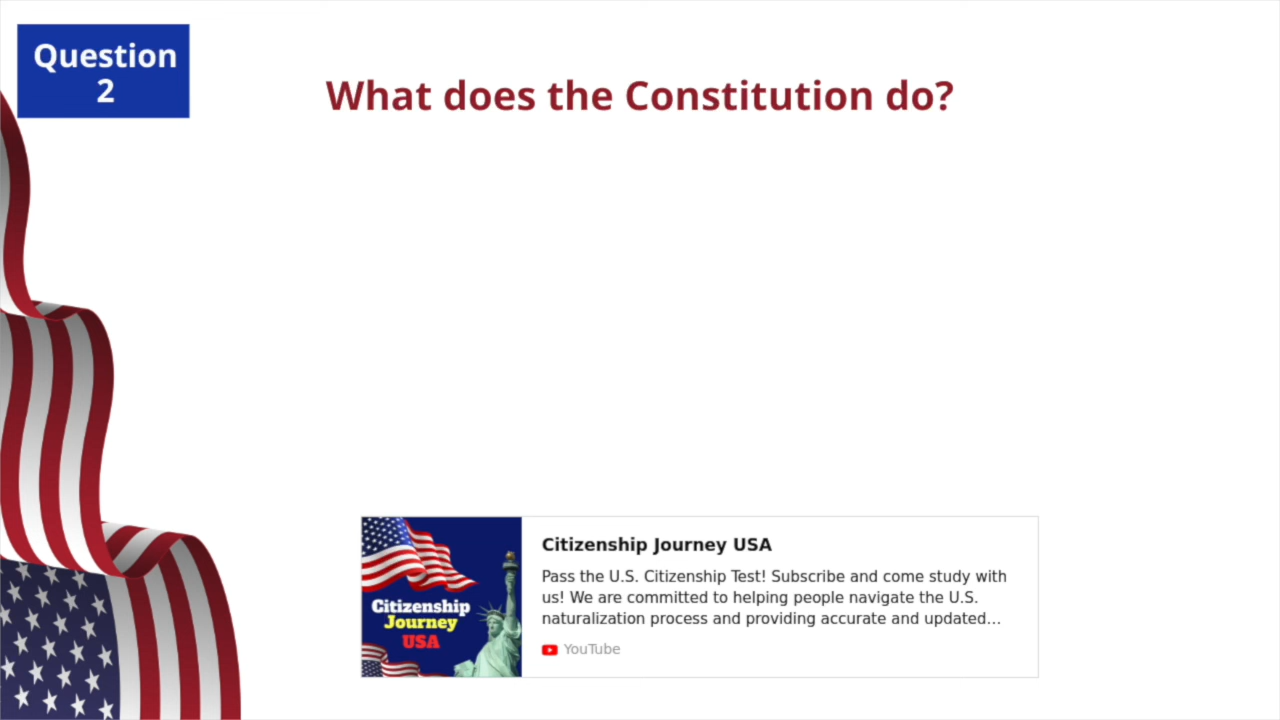 Question
2
What does the Constitution do?
Citizenship
Journey
USA
Citizenship Journey USA
Pass the U.S. Citizenship Test! Subscribe and come study with
us! We are committed to helping people navigate the U.S.
naturalization process and providing accurate and updated...
YouTube